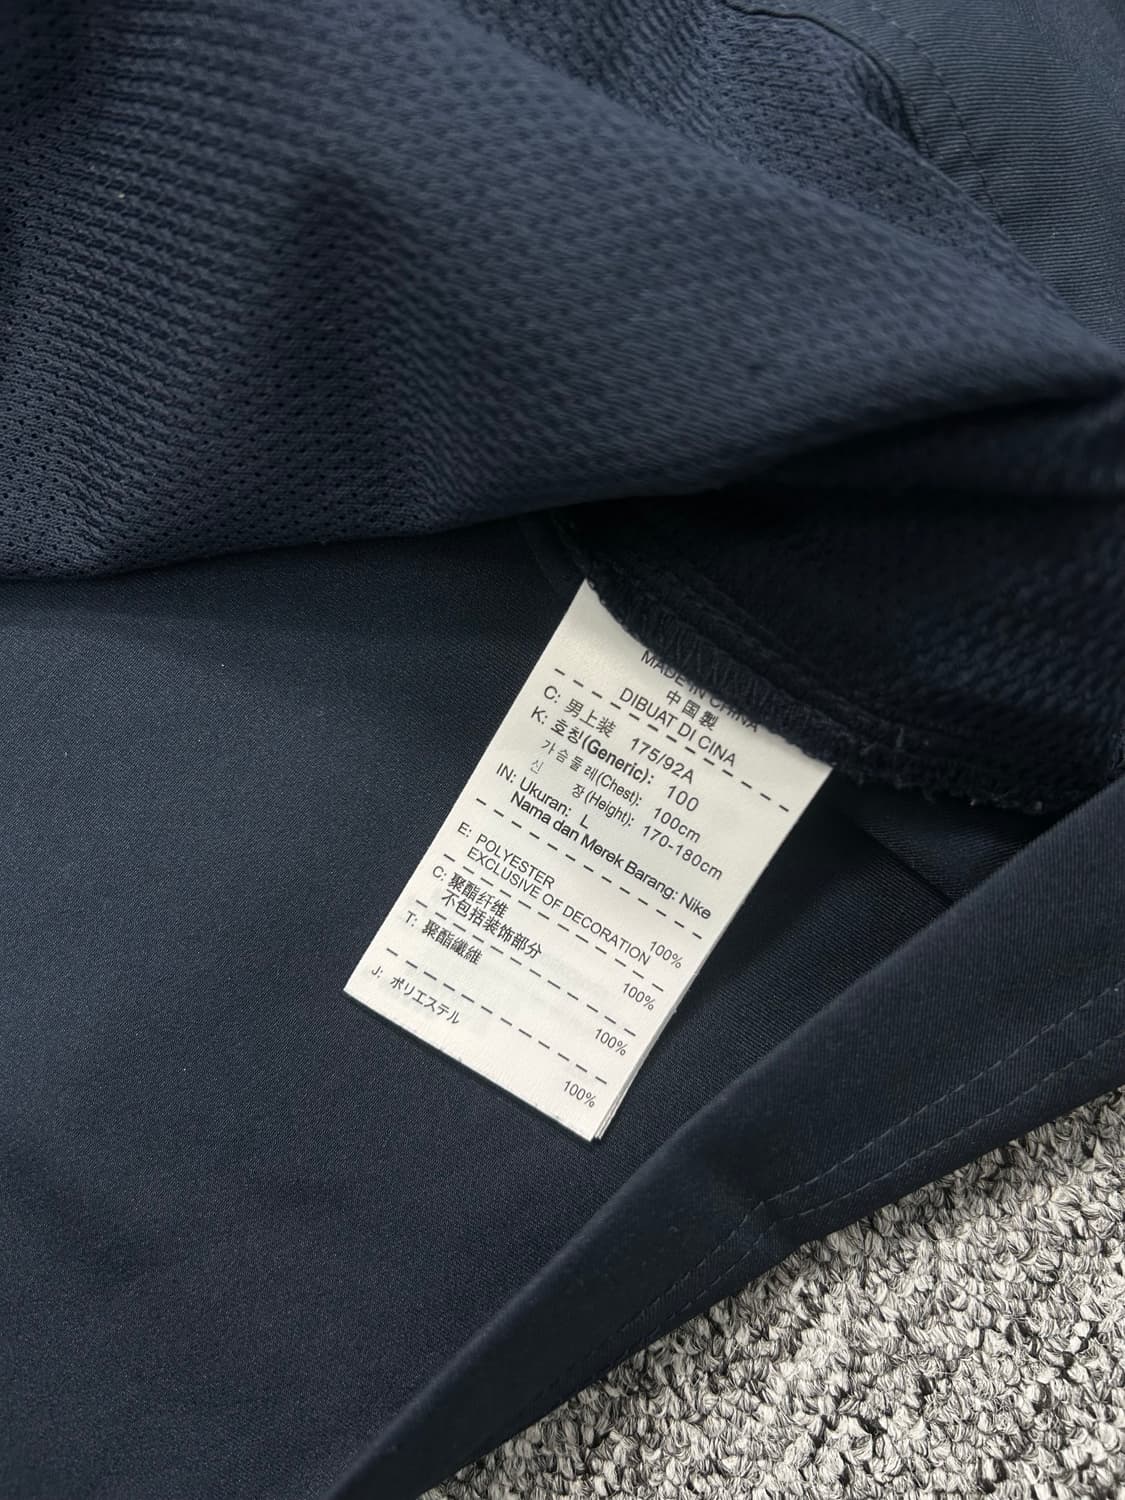 MADE IN CHINA
中国製
DIBUAT DI CINA
C: 男上装 175/92A
K: 호칭(Generic): 100
가슴둘레(Chest): 100cm
신 장(Height): 170-180cm
IN: Ukuran: L
Nama dan Merek Barang: Nike
E: POLYESTER 100%
EXCLUSIVE OF DECORATION
C: 聚酯纤维 100%
不包括装饰部分
T: 聚酯纖維 100%
J: ポリエステル 100%